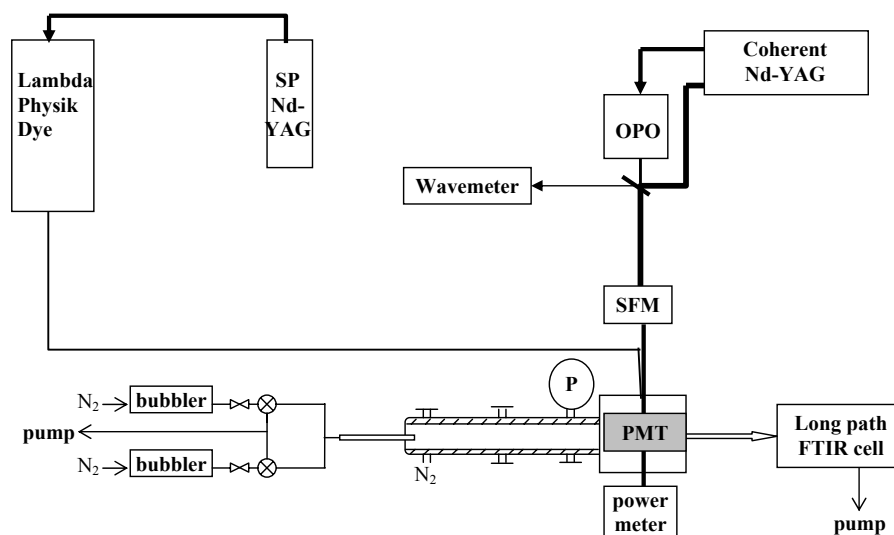 Lambda
Physik
Dye
SP
Nd-
YAG
Coherent
Nd-YAG
OPO
Wavemeter
SFM
P
N2
bubbler
pump
N2
bubbler
N2
PMT
Long path
FTIR cell
power
meter
pump